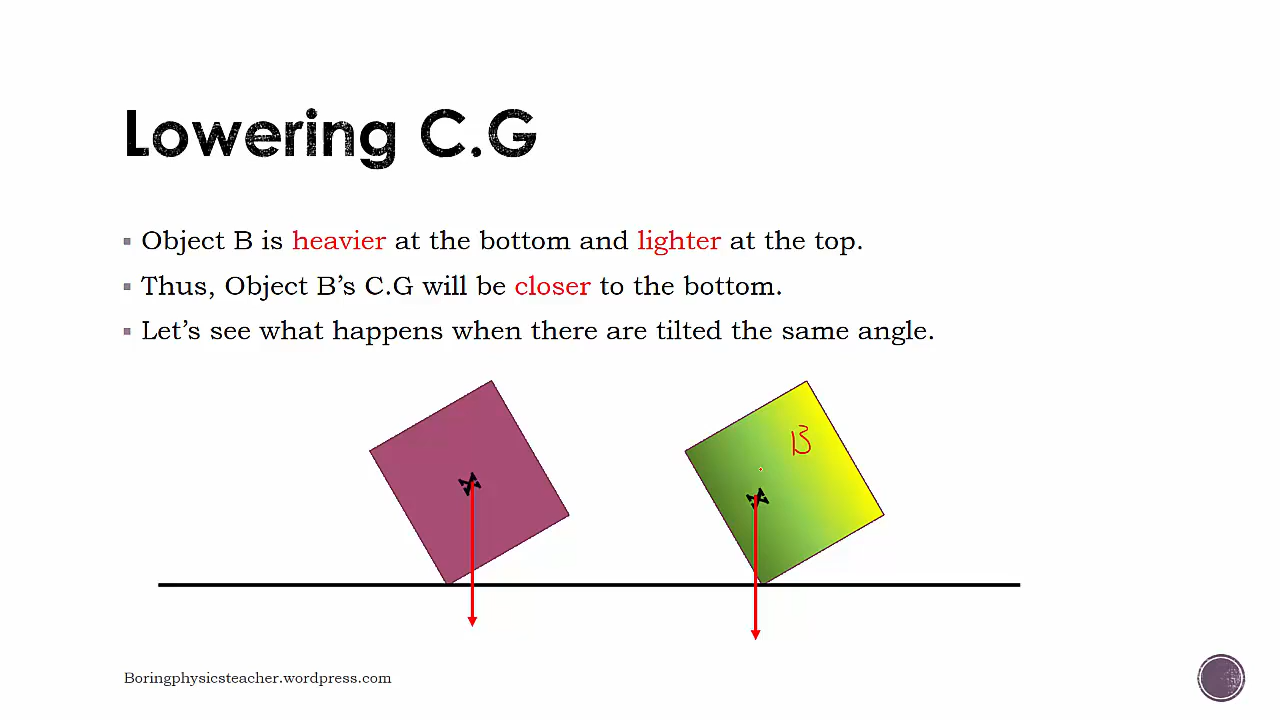 Lowering C.G
Object B is heavier at the bottom and lighter at the top.
Thus, Object B’s C.G will be closer to the bottom.
Let’s see what happens when there are tilted the same angle.
B
Boringphysicsteacher.wordpress.com